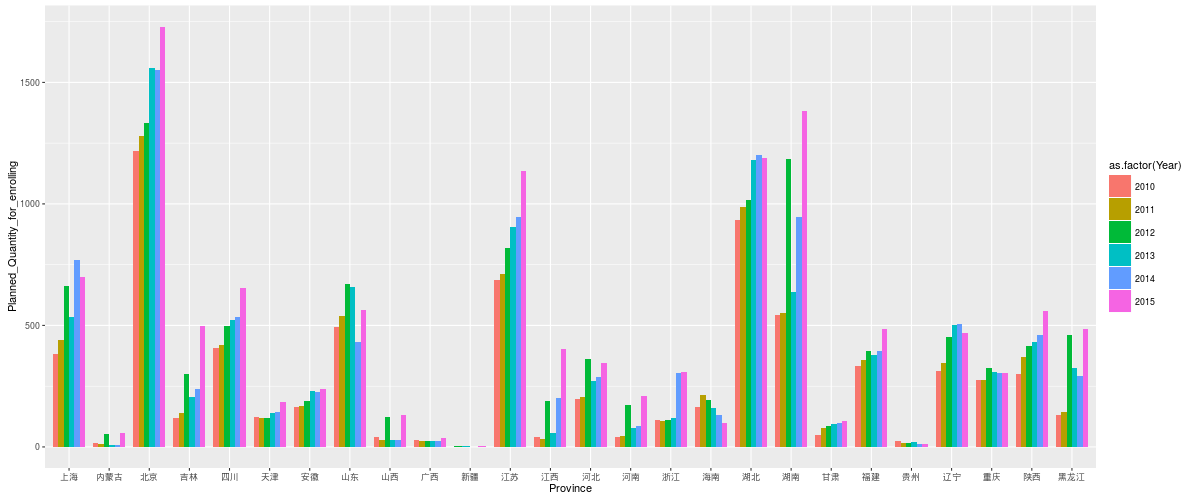 Planned_Quantity_for_enrolling
1500
1000
500
0
上海 内蒙古 北京 吉林 四川 天津 安徽 山东 山西 广西 新疆 江苏 江西 河北 河南 浙江 海南 湖北 湖南 甘肃 福建 贵州 辽宁 重庆 陕西 黑龙江
Province
as.factor(Year)
2010
2011
2012
2013
2014
2015